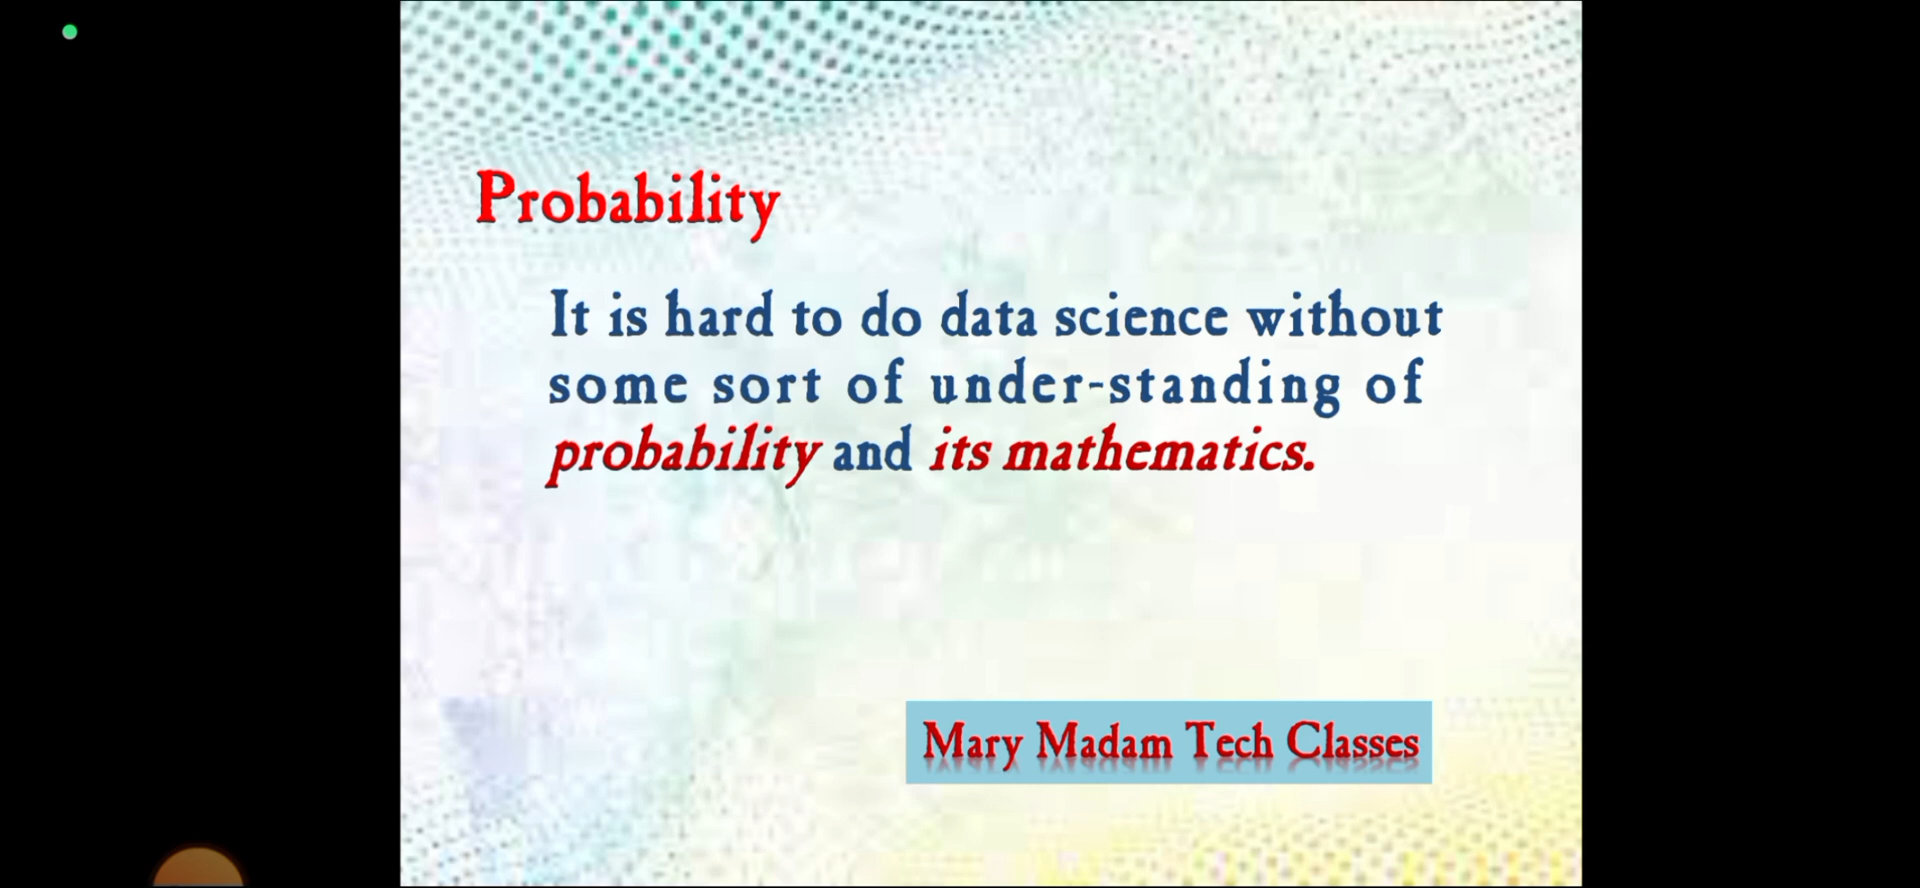 Probability
It is hard to do data science without
some sort of under-standing of
probability and its mathematics.
Mary Madam Tech Classes